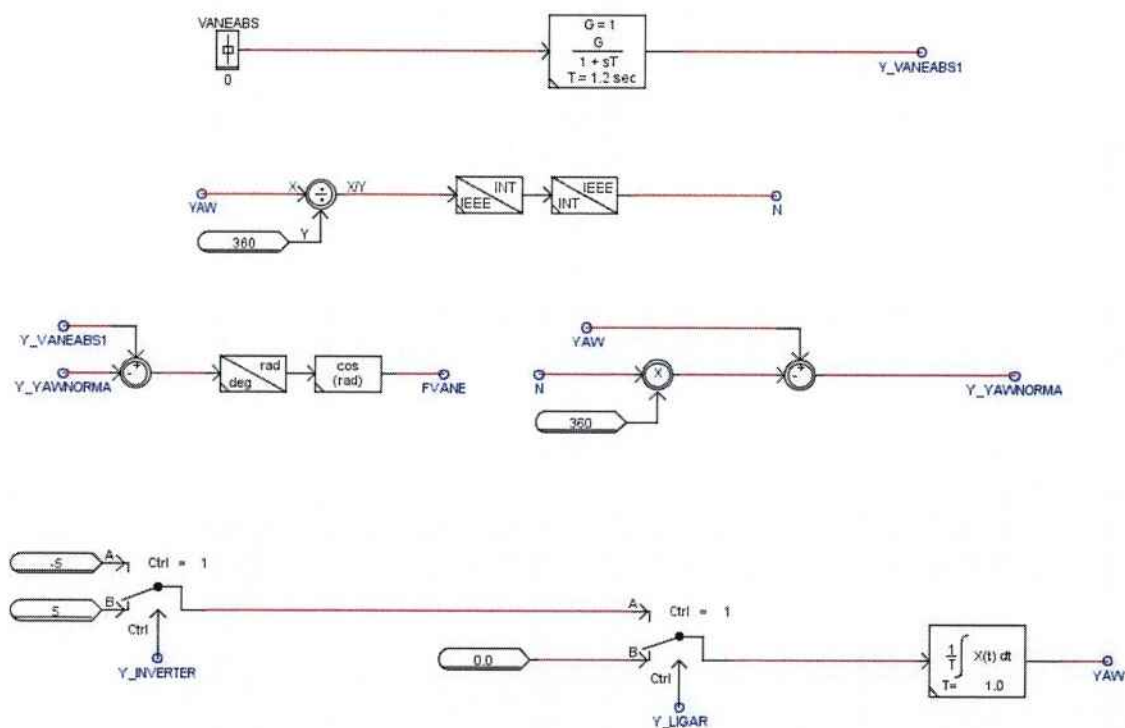 VANEABS
0
G = 1
G
1 + sT
T = 1.2 sec
Y_VANEABS1
YAW
X
÷
X/Y
Y
360
INT
IEEE
IEEE
INT
N
Y_VANEABS1
Y_YAWNORMA
+
-
rad
deg
cos
(rad)
FVANE
YAW
N
X
360
+
-
Y_YAWNORMA
-5
A
Ctrl = 1
5
B
Ctrl
Y_INVERTER
A
Ctrl = 1
0.0
B
Ctrl
Y_LIGAR
1
T
∫
X(t) dt
T= 1.0
YAW